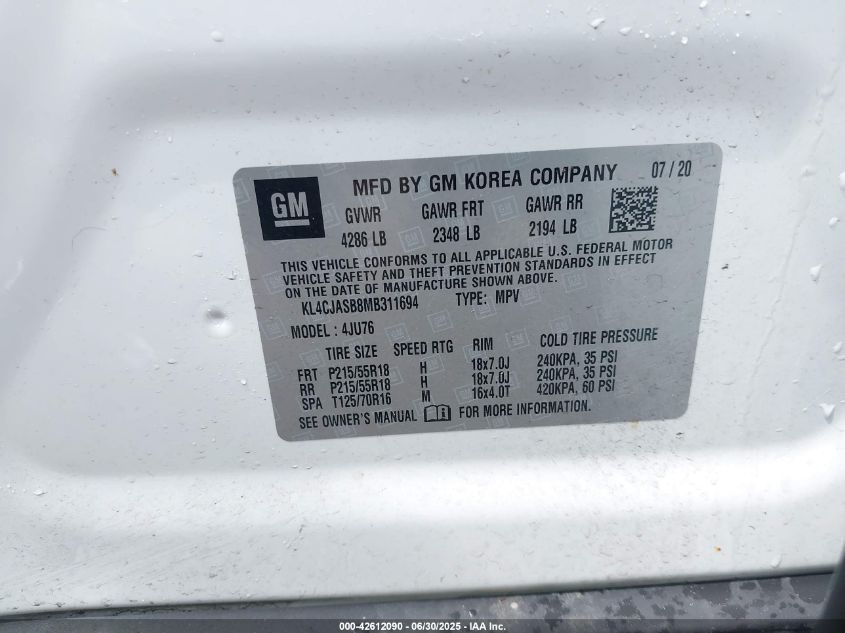 GM
MFD BY GM KOREA COMPANY 07 / 20
GVWR GAWR FRT GAWR RR
4286 LB 2348 LB 2194 LB
THIS VEHICLE CONFORMS TO ALL APPLICABLE U.S. FEDERAL MOTOR
VEHICLE SAFETY AND THEFT PREVENTION STANDARDS IN EFFECT
ON THE DATE OF MANUFACTURE SHOWN ABOVE.
KL4CJASB8MB311694 TYPE: MPV
MODEL : 4JU76
TIRE SIZE SPEED RTG RIM COLD TIRE PRESSURE
FRT P215/55R18 H 18x7.0J 240KPA, 35 PSI
RR P215/55R18 H 18x7.0J 240KPA, 35 PSI
SPA T125/70R16 M 16x4.0T 420KPA, 60 PSI
SEE OWNER'S MANUAL FOR MORE INFORMATION.
000-42612090 - 06/30/2025 - IAA Inc.